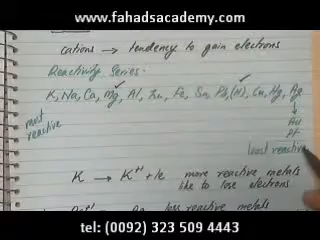 www.fahadsacademy.com
cations → tendency to gain electrons
Reactivity Series:-
K, Na, Ca, Mg, Al, Zn, Fe, Sn, Pb, (H), Cu, Hg, Ag
↓
Au
Pt
most reactive
least reactive
K → K⁺ + 1e more reactive metals
like to lose electrons
less reactive metals
tel: (0092) 323 509 4443